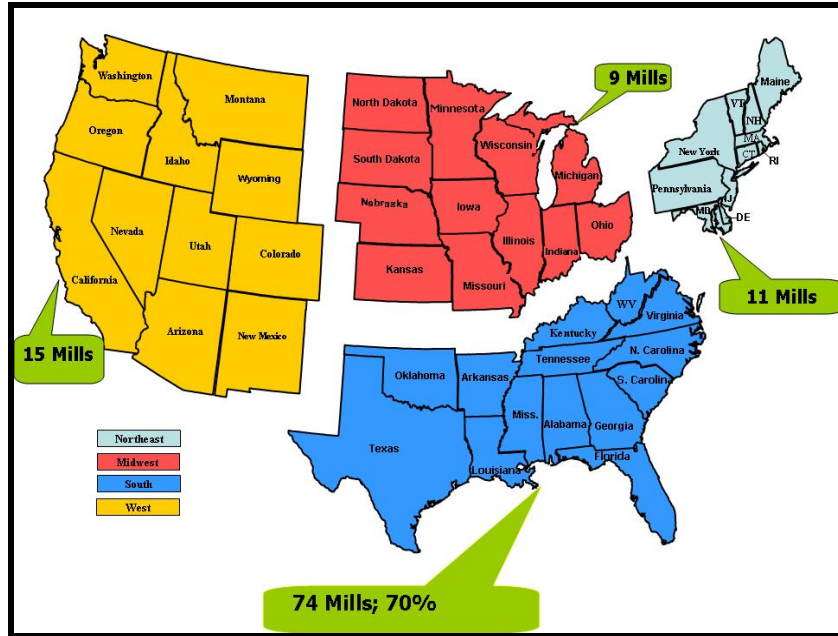 Washington
Montana
Oregon
Idaho
Wyoming
Nevada
Utah
Colorado
California
Arizona
New Mexico
15 Mills
North Dakota
Minnesota
South Dakota
Wisconsin
Michigan
Nebraska
Iowa
Illinois
Indiana
Ohio
Kansas
Missouri
9 Mills
Maine
VT
NH
MA
New York
CT
RI
Pennsylvania
NJ
MD
DE
11 Mills
WV
Virginia
Kentucky
N. Carolina
Tennessee
Oklahoma
Arkansas
S. Carolina
Miss.
Alabama
Georgia
Texas
Louisiana
Florida
74 Mills; 70%
Northeast
Midwest
South
West